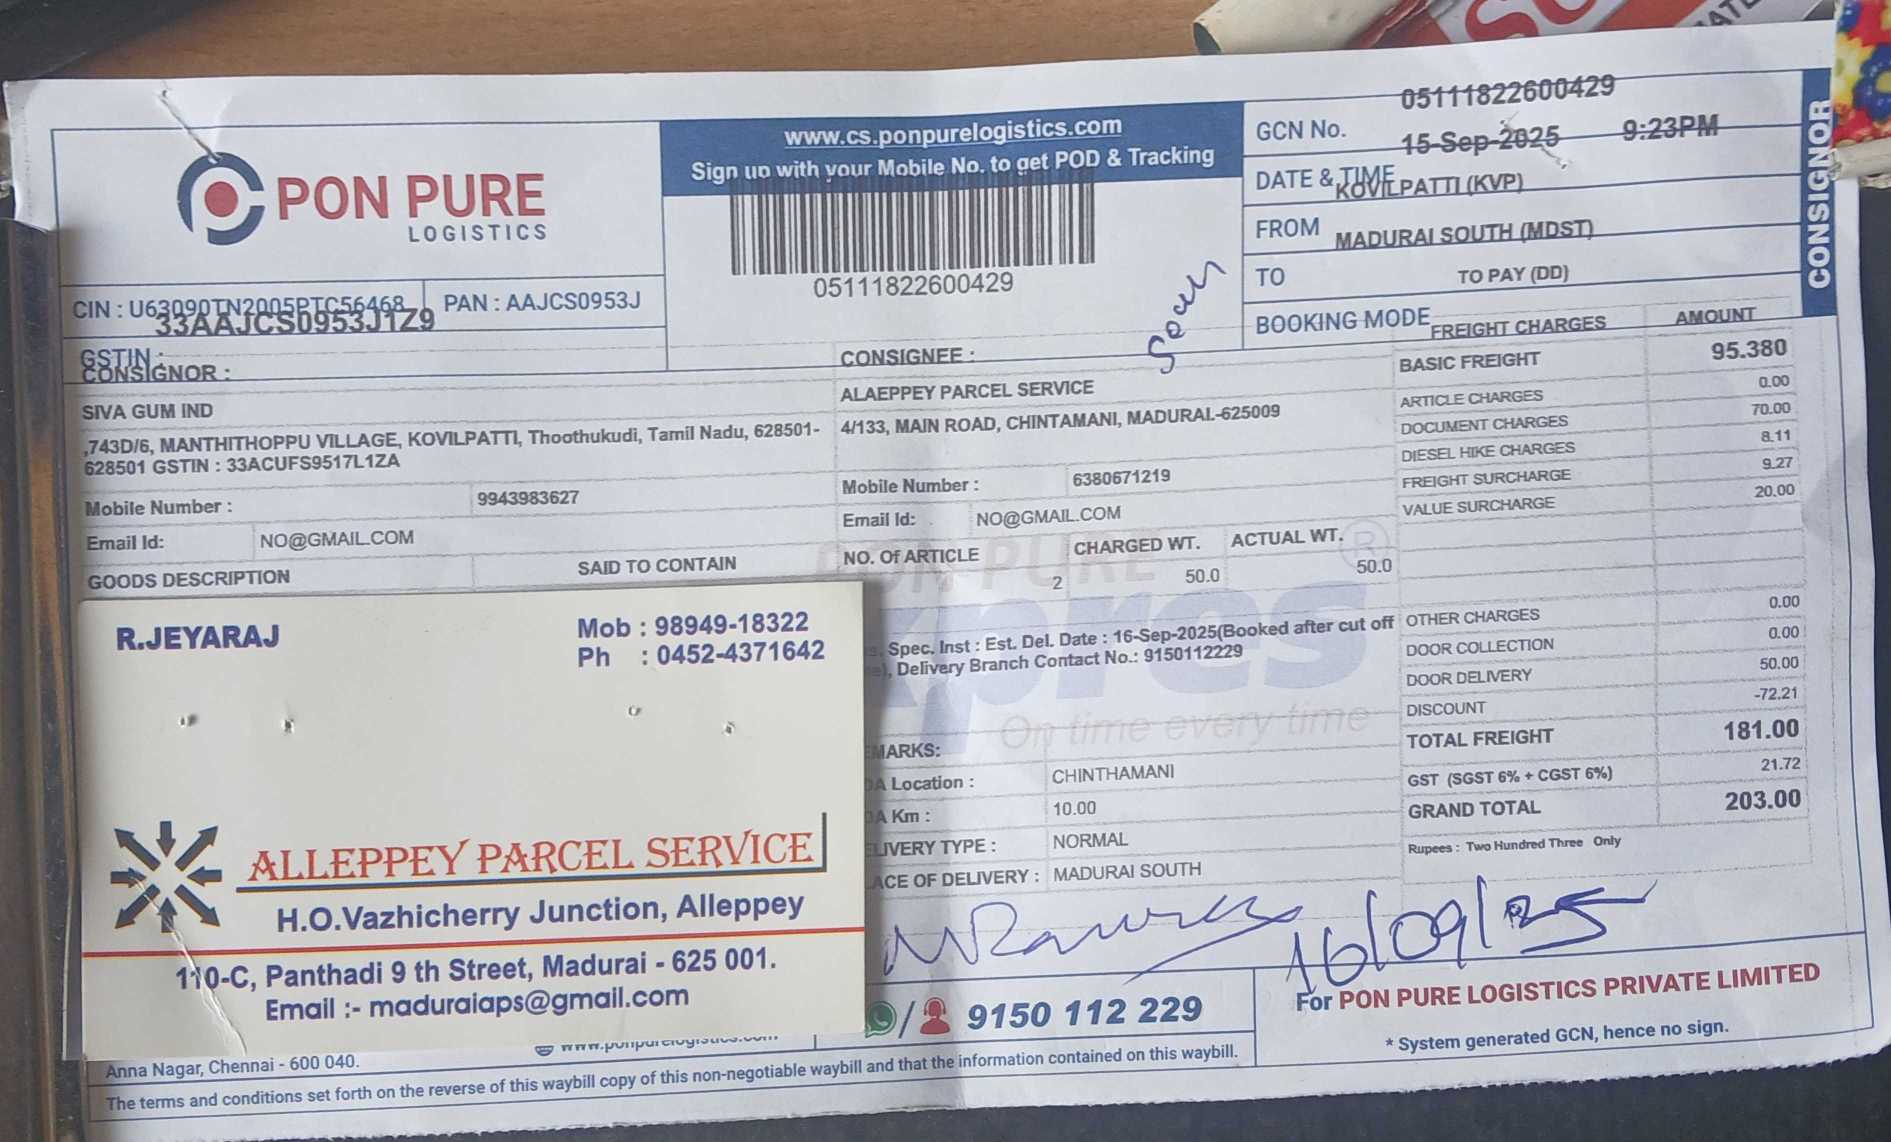 05111822600429
GCN No.
15-Sep-2025 9:23PM
DATE & TIME
KOVILPATTI (KVP)
FROM
MADURAI SOUTH (MDST)
TO
TO PAY (DD)
BOOKING MODE
CONSIGNOR
www.cs.ponpurelogistics.com
Sign up with your Mobile No. to get POD & Tracking
05111822600429
PON PURE
LOGISTICS
CIN : U63090TN2005PTC56468
PAN : AAJCS0953J
33AAJCS0953J1Z9
GSTIN :
CONSIGNOR :
SIVA GUM IND
,743D/6, MANTHITHOPPU VILLAGE, KOVILPATTI, Thoothukudi, Tamil Nadu, 628501-
628501 GSTIN : 33ACUFS9517L1ZA
Mobile Number : 9943983627
Email Id: NO@GMAIL.COM
GOODS DESCRIPTION SAID TO CONTAIN
CONSIGNEE :
ALAEPPEY PARCEL SERVICE
4/133, MAIN ROAD, CHINTAMANI, MADURAI.-625009
Mobile Number : 6380671219
Email Id: NO@GMAIL.COM
NO. Of ARTICLE CHARGED WT. ACTUAL WT.
2 50.0 50.0
PON PURE
xpres
On time every time
Spec. Inst : Est. Del. Date : 16-Sep-2025(Booked after cut off
Delivery Branch Contact No.: 9150112229
MARKS:
A Location : CHINTHAMANI
A Km : 10.00
LIVERY TYPE : NORMAL
ACE OF DELIVERY : MADURAI SOUTH
FREIGHT CHARGES AMOUNT
BASIC FREIGHT 95.380
ARTICLE CHARGES 0.00
DOCUMENT CHARGES 70.00
DIESEL HIKE CHARGES 8.11
FREIGHT SURCHARGE 9.27
VALUE SURCHARGE 20.00
OTHER CHARGES 0.00
DOOR COLLECTION 0.00
DOOR DELIVERY 50.00
DISCOUNT -72.21
TOTAL FREIGHT 181.00
GST (SGST 6% + CGST 6%) 21.72
GRAND TOTAL 203.00
Rupees : Two Hundred Three Only
16/09/25
For PON PURE LOGISTICS PRIVATE LIMITED
* System generated GCN, hence no sign.
9150 112 229
R.JEYARAJ
Mob : 98949-18322
Ph : 0452-4371642
ALLEPPEY PARCEL SERVICE
H.O.Vazhicherry Junction, Alleppey
110-C, Panthadi 9 th Street, Madurai - 625 001.
Email :- maduraiaps@gmail.com
www.ponpurelogistics.com
Anna Nagar, Chennai - 600 040.
The terms and conditions set forth on the reverse of this waybill copy of this non-negotiable waybill and that the information contained on this waybill.